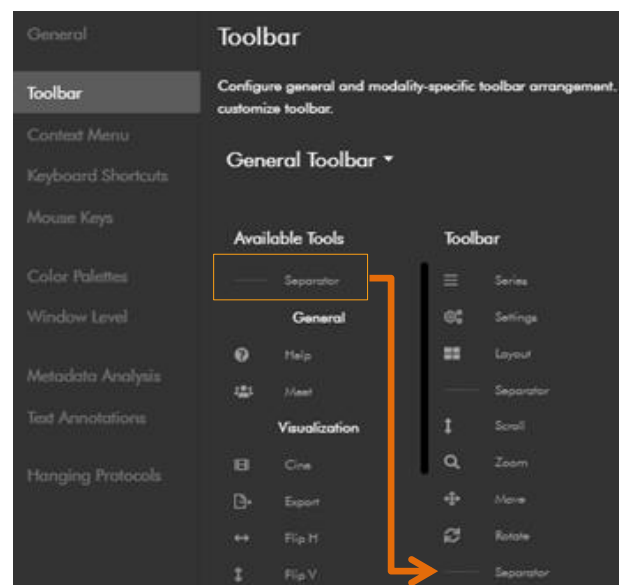 General
Toolbar
Context Menu
Keyboard Shortcuts
Mouse Keys
Color Palettes
Window Level
Metadata Analysis
Text Annotations
Hanging Protocols
Toolbar
Configure general and modality-specific toolbar arrangement.
customize toolbar.
General Toolbar
Available Tools
Separator
General
Help
Meet
Visualization
Cine
Export
Flip H
Flip V
Toolbar
Series
Settings
Layout
Separator
Scroll
Zoom
Move
Rotate
Separator